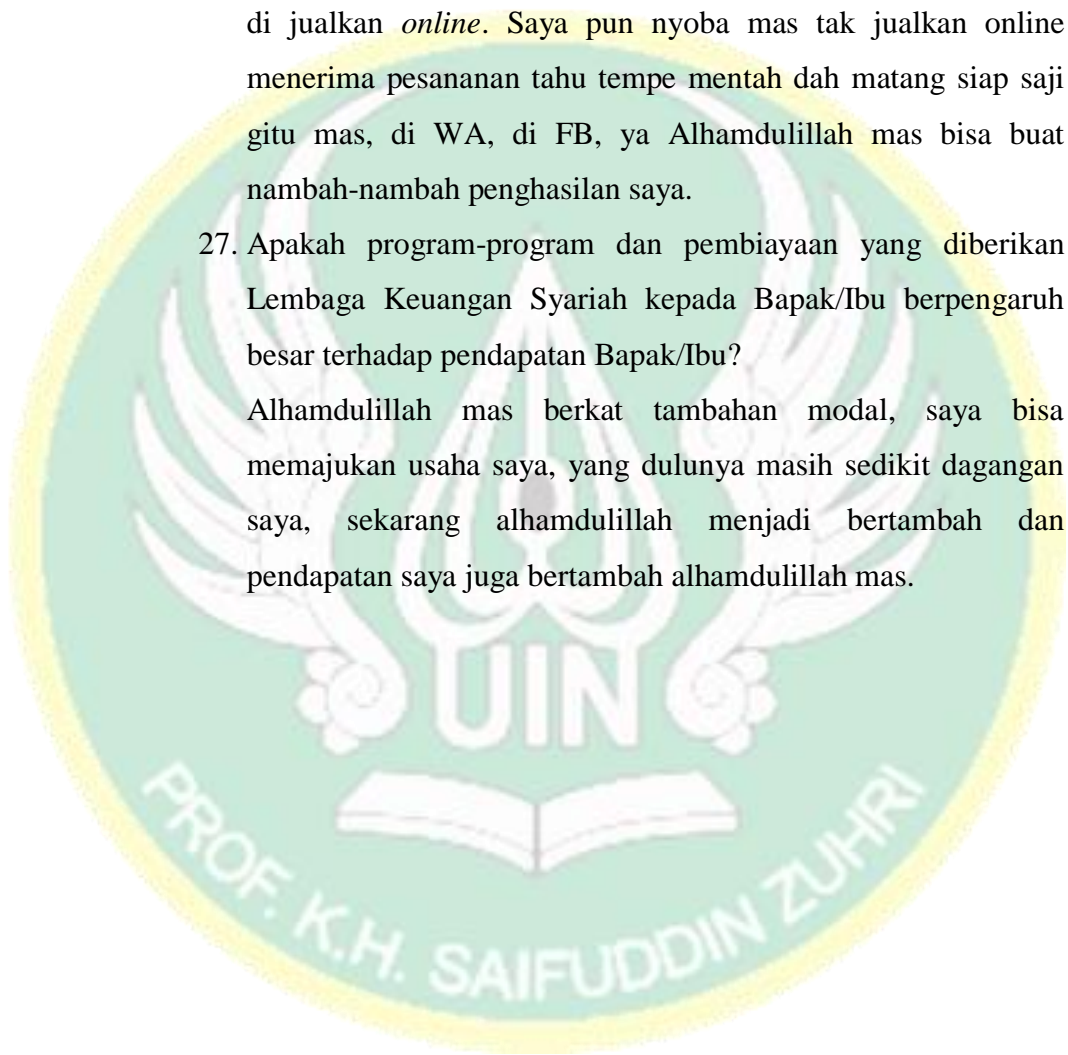 di jualkan online. Saya pun nyoba mas tak jualkan online
menerima pesananan tahu tempe mentah dah matang siap saji
gitu mas, di WA, di FB, ya Alhamdulillah mas bisa buat
nambah-nambah penghasilan saya.
27. Apakah program-program dan pembiayaan yang diberikan
Lembaga Keuangan Syariah kepada Bapak/Ibu berpengaruh
besar terhadap pendapatan Bapak/Ibu?
Alhamdulillah mas berkat tambahan modal, saya bisa
memajukan usaha saya, yang dulunya masih sedikit dagangan
saya, sekarang alhamdulillah menjadi bertambah dan
pendapatan saya juga bertambah alhamdulillah mas.
UIN
PROF. K.H. SAIFUDDIN ZUHRI